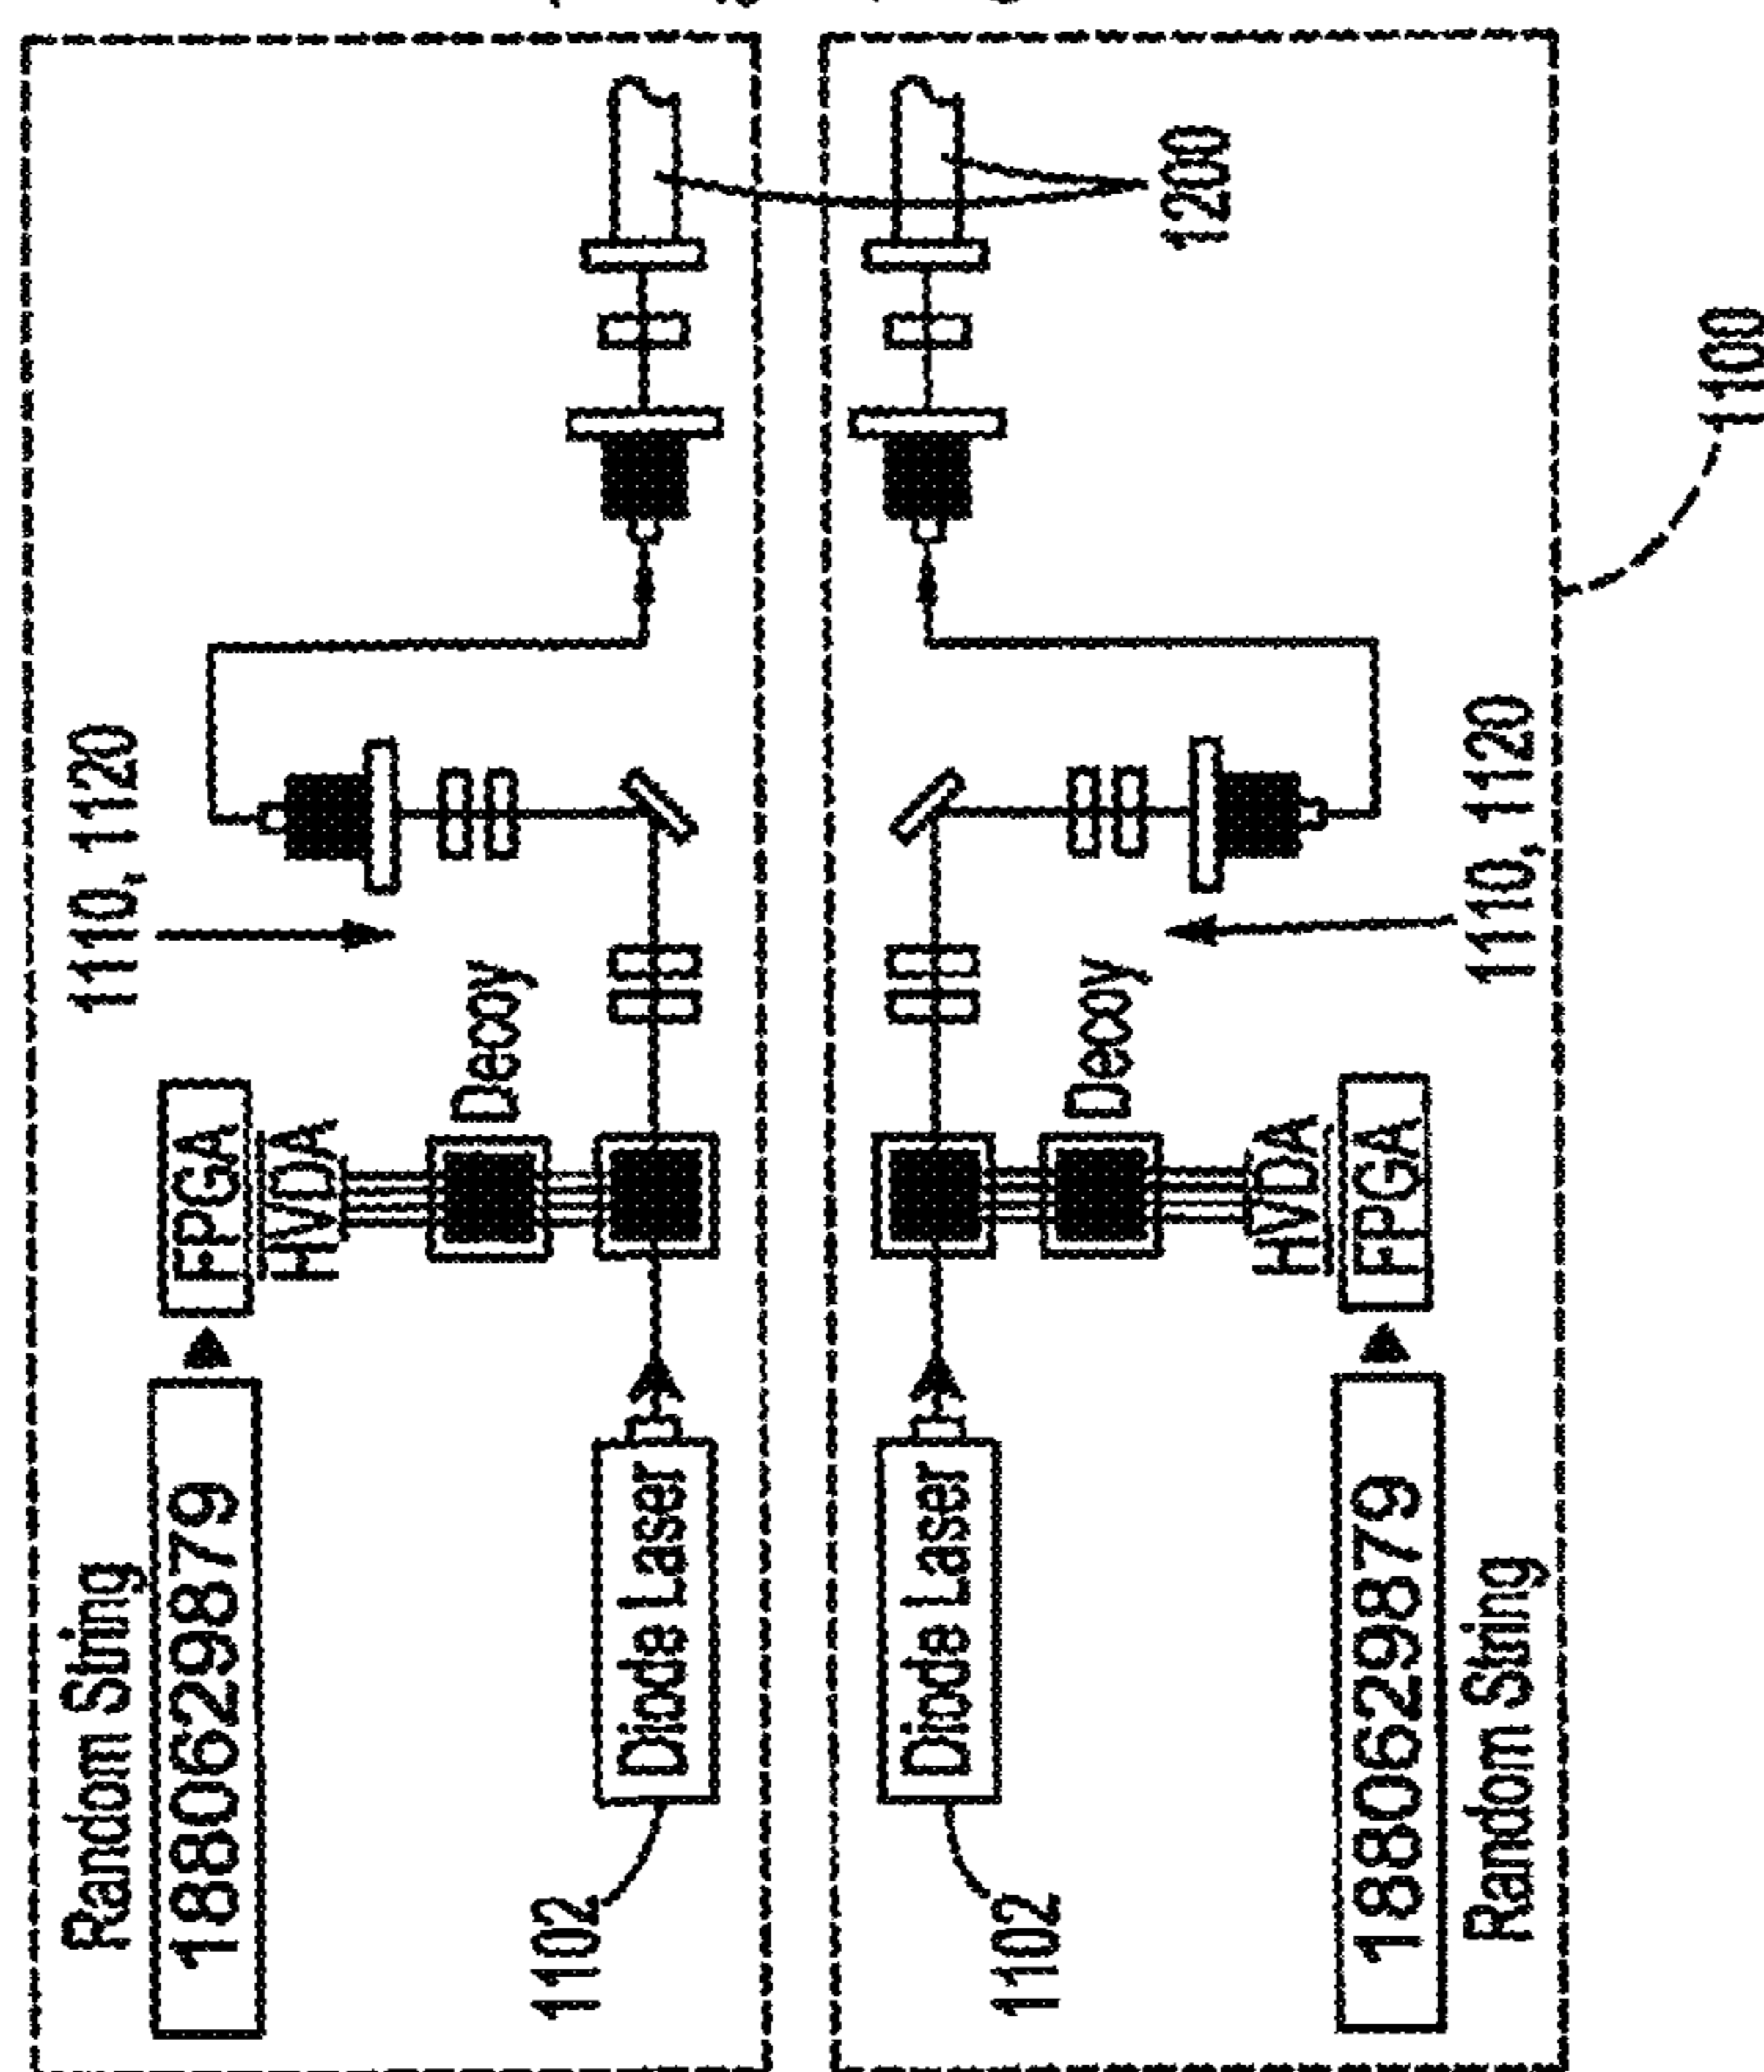 Random String
1880629879
FPGA
HVDA
Decoy
1110, 1120
Diode Laser
1102
1200
Diode Laser
1102
Decoy
HVDA
FPGA
1880629879
Random String
1110, 1120
1100